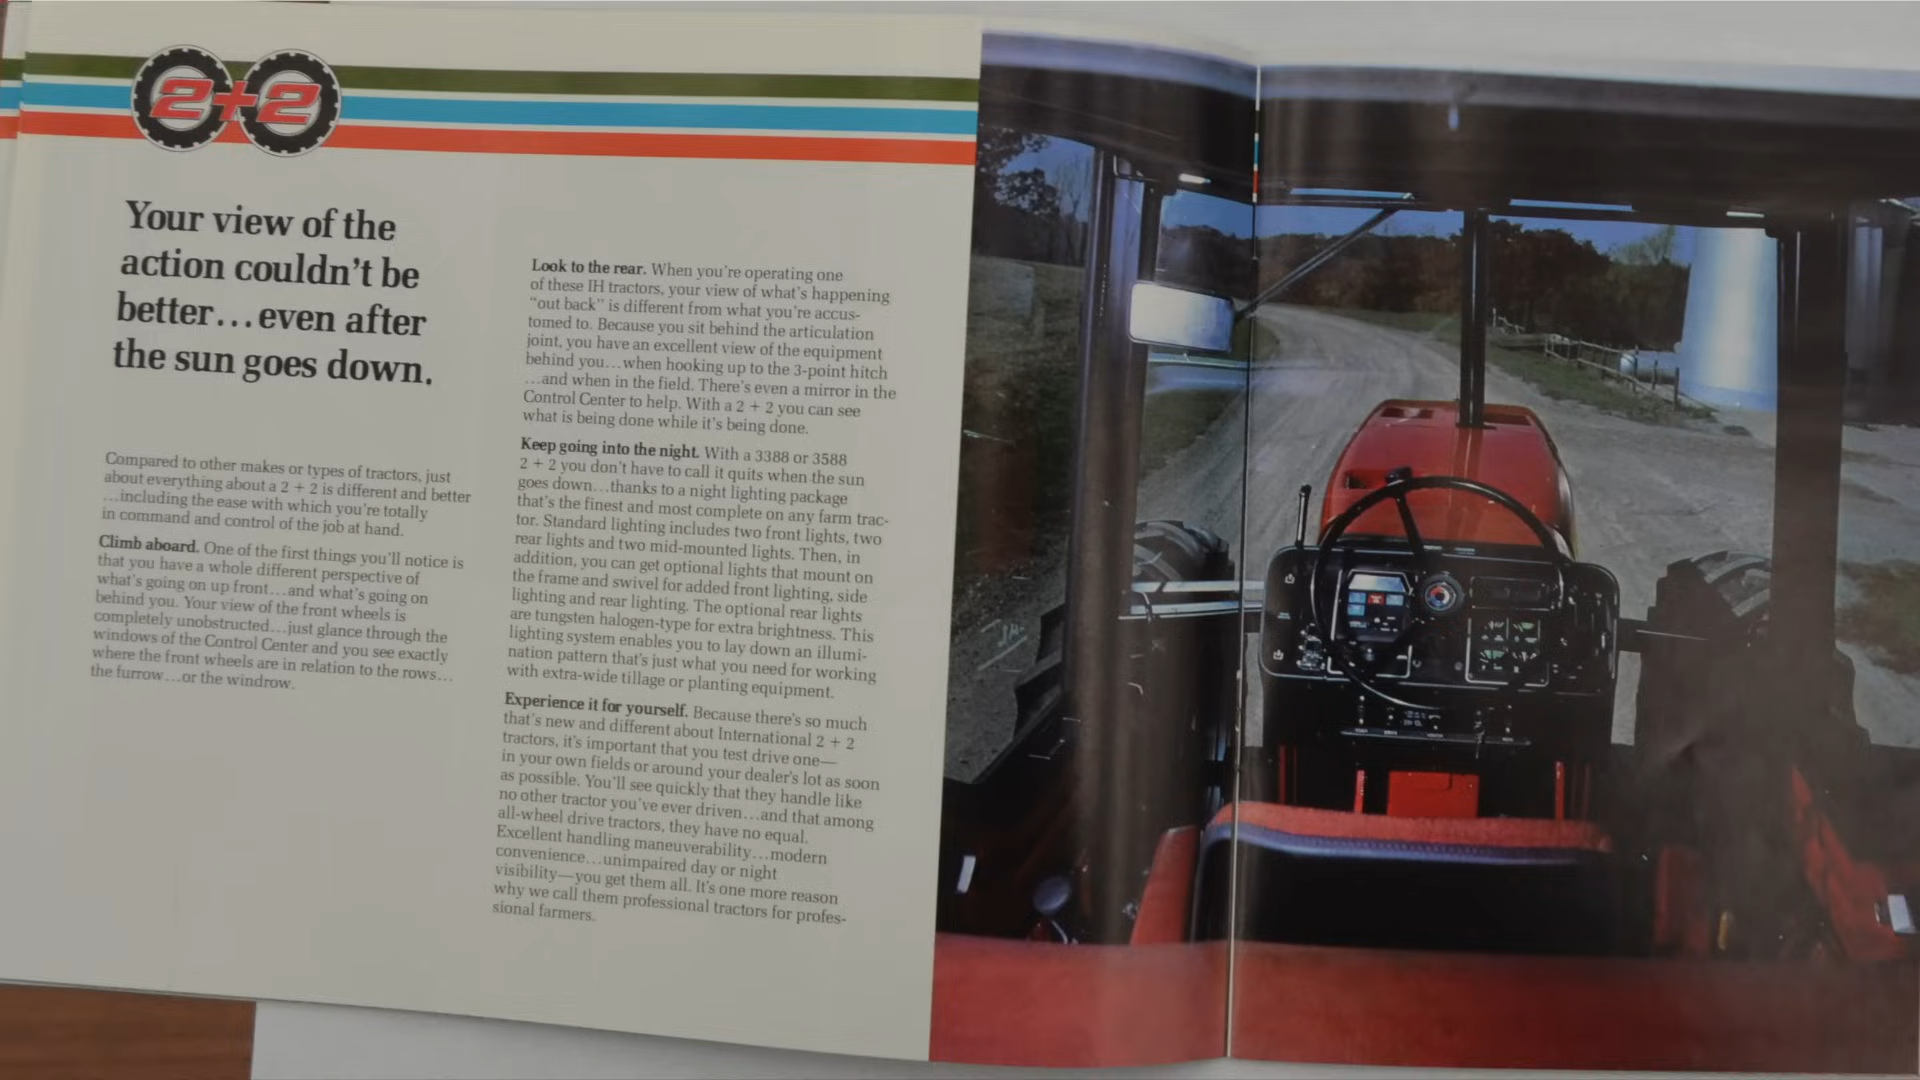 2+2
Your view of the
action couldn't be
better...even after
the sun goes down.
Compared to other makes or types of tractors, just
about everything about a 2 + 2 is different and better
...including the ease with which you're totally
in command and control of the job at hand.
Climb aboard. One of the first things you'll notice is
that you have a whole different perspective of
what's going on up front...and what's going on
behind you. Your view of the front wheels is
completely unobstructed...just glance through the
windows of the Control Center and you see exactly
where the front wheels are in relation to the rows...
the furrow...or the windrow.
Look to the rear. When you're operating one
of these IH tractors, your view of what's happening
"out back" is different from what you're accus-
tomed to. Because you sit behind the articulation
joint, you have an excellent view of the equipment
behind you...when hooking up to the 3-point hitch
...and when in the field. There's even a mirror in the
Control Center to help. With a 2 + 2 you can see
what is being done while it's being done.
Keep going into the night. With a 3388 or 3588
2 + 2 you don't have to call it quits when the sun
goes down...thanks to a night lighting package
that's the finest and most complete on any farm trac-
tor. Standard lighting includes two front lights, two
rear lights and two mid-mounted lights. Then, in
addition, you can get optional lights that mount on
the frame and swivel for added front lighting, side
lighting and rear lighting. The optional rear lights
are tungsten halogen-type for extra brightness. This
lighting system enables you to lay down an illumi-
nation pattern that's just what you need for working
with extra-wide tillage or planting equipment.
Experience it for yourself. Because there's so much
that's new and different about International 2 + 2
tractors, it's important that you test drive one—
in your own fields or around your dealer's lot as soon
as possible. You'll see quickly that they handle like
no other tractor you've ever driven...and that among
all-wheel drive tractors, they have no equal.
Excellent handling maneuverability...modern
convenience...unimpaired day or night
visibility—you get them all. It's one more reason
why we call them professional tractors for profes-
sional farmers.